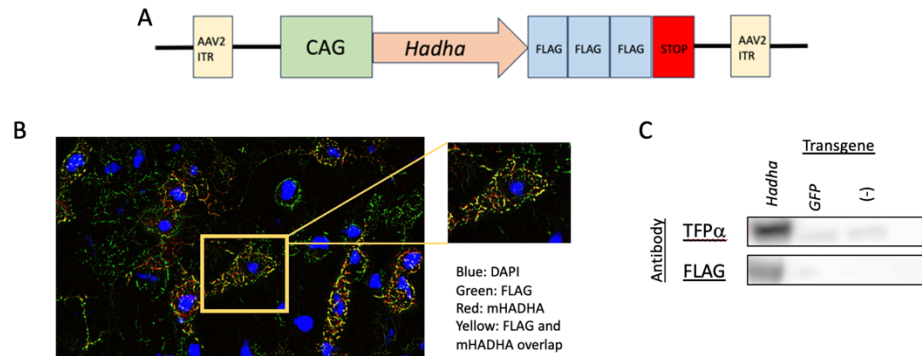 A
AAV2
ITR
CAG
Hadha
FLAG
FLAG
FLAG
STOP
AAV2
ITR
B
Blue: DAPI
Green: FLAG
Red: mHADHA
Yellow: FLAG and
mHADHA overlap
C
Transgene
Hadha
GFP
(-)
Antibody
TFPα
FLAG